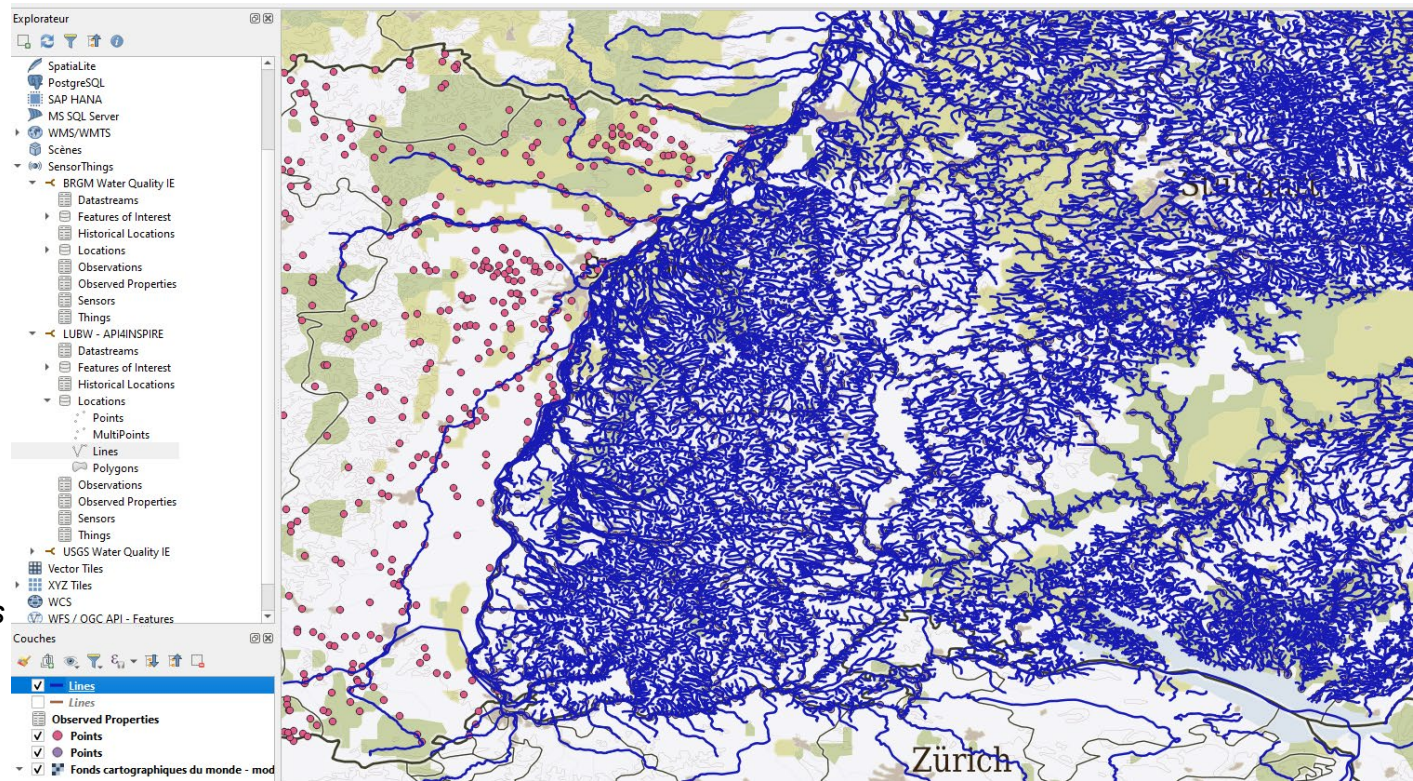 Explorateur
SpatiaLite
PostgreSQL
SAP HANA
MS SQL Server
WMS/WMTS
Scènes
SensorThings
BRGM Water Quality IE
Datastreams
Features of Interest
Historical Locations
Locations
Observations
Observed Properties
Sensors
Things
LUBW - API4INSPIRE
Datastreams
Features of Interest
Historical Locations
Locations
Points
MultiPoints
Lines
Polygons
Observations
Observed Properties
Sensors
Things
USGS Water Quality IE
Vector Tiles
XYZ Tiles
WCS
WFS / OGC API - Features
s
Couches
Lines
Lines
Observed Properties
Points
Points
Fonds cartographiques du monde - mod
Zürich